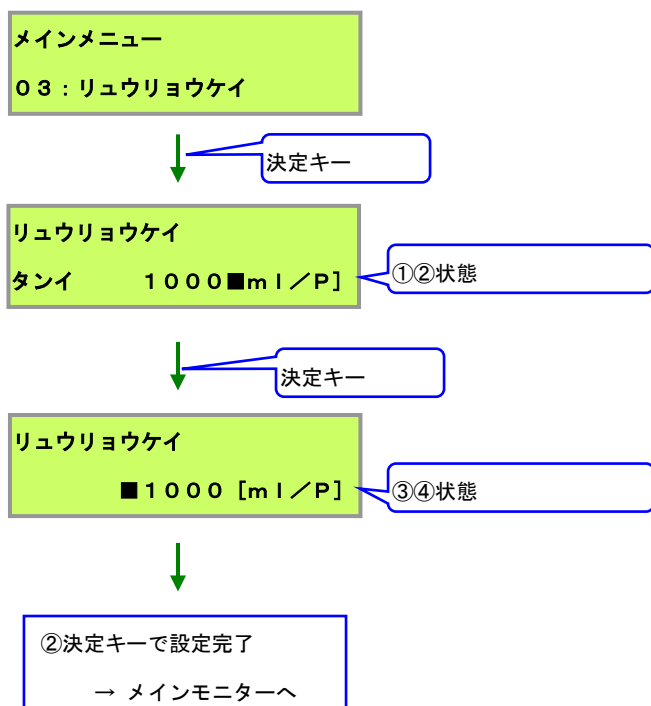 メインメニュー
０３：リュウリョウケイ
決定キー
リュウリョウケイ
タンイ　　　１０００■ｍｌ／Ｐ］
①②状態
決定キー
リュウリョウケイ
■１０００［ｍｌ／Ｐ］
③④状態
②決定キーで設定完了
→ メインモニターへ